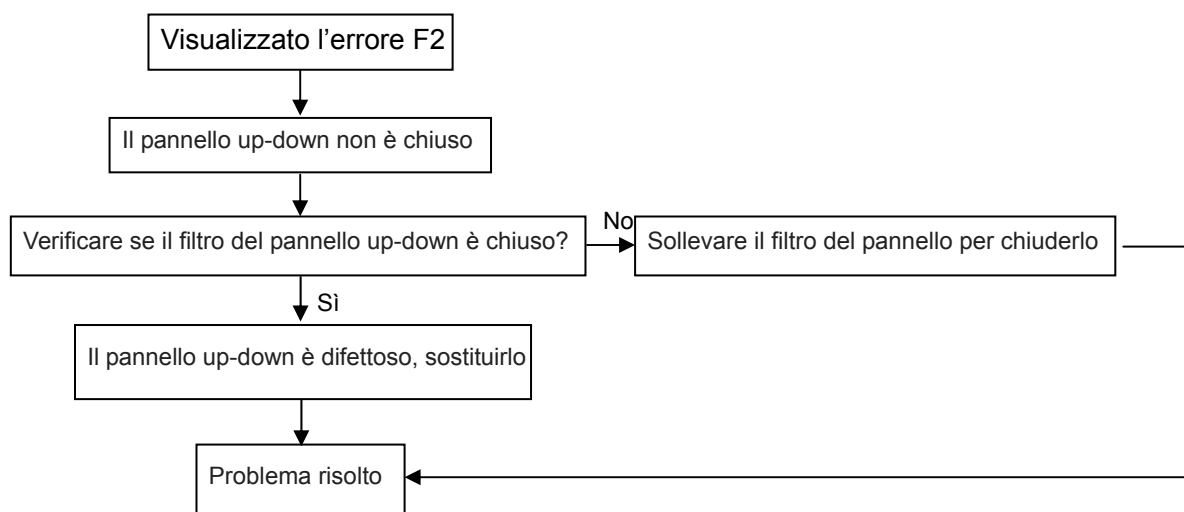 Visualizzato l'errore F2
Il pannello up-down non è chiuso
Verificare se il filtro del pannello up-down è chiuso?
No
Sollevare il filtro del pannello per chiuderlo
Sì
Il pannello up-down è difettoso, sostituirlo
Problema risolto